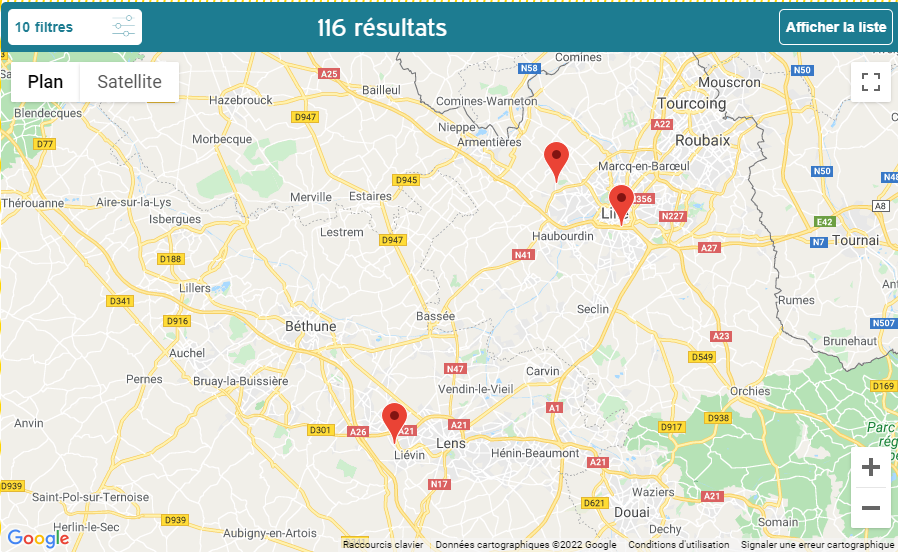 10 filtres
116 résultats
Afficher la liste
Plan
Satellite
Comines
N58
N50
A25
Bailleul
Mouscron
Hazebrouck
Comines-Warneton
Tourcoing
Blendecques
D947
Nieppe
A22
Morbecque
Armentières
Roubaix
D77
Marcq-en-Barœul
N50
D945
N48
Merville
Estaires
Thérouanne
Aire-sur-la-Lys
A8
Isbergues
N227
E42
Lestrem
D947
Haubourdin
N7
Tournai
A27
N41
D188
Lillers
D341
Rumes
Seclin
Bassée
D916
Béthune
N507
A23
Brunehaut
Auchel
D549
N47
Carvin
Pernes
Bruay-la-Buissière
Vendin-le-Vieil
D169
Orchies
A1
D938
Anvin
D301
A26
A21
A21
D917
Parc
rég
Lens
Liévin
Hénin-Beaumont
A21
D939
N17
Waziers
A21
Saint-Pol-sur-Ternoise
D621
Douai
D939
Somain
Herlin-le-Sec
Aubigny-en-Artois
Dechy
Google
Raccourcis clavier
Données cartographiques ©2022 Google
Conditions d'utilisation
Signaler une erreur cartographique